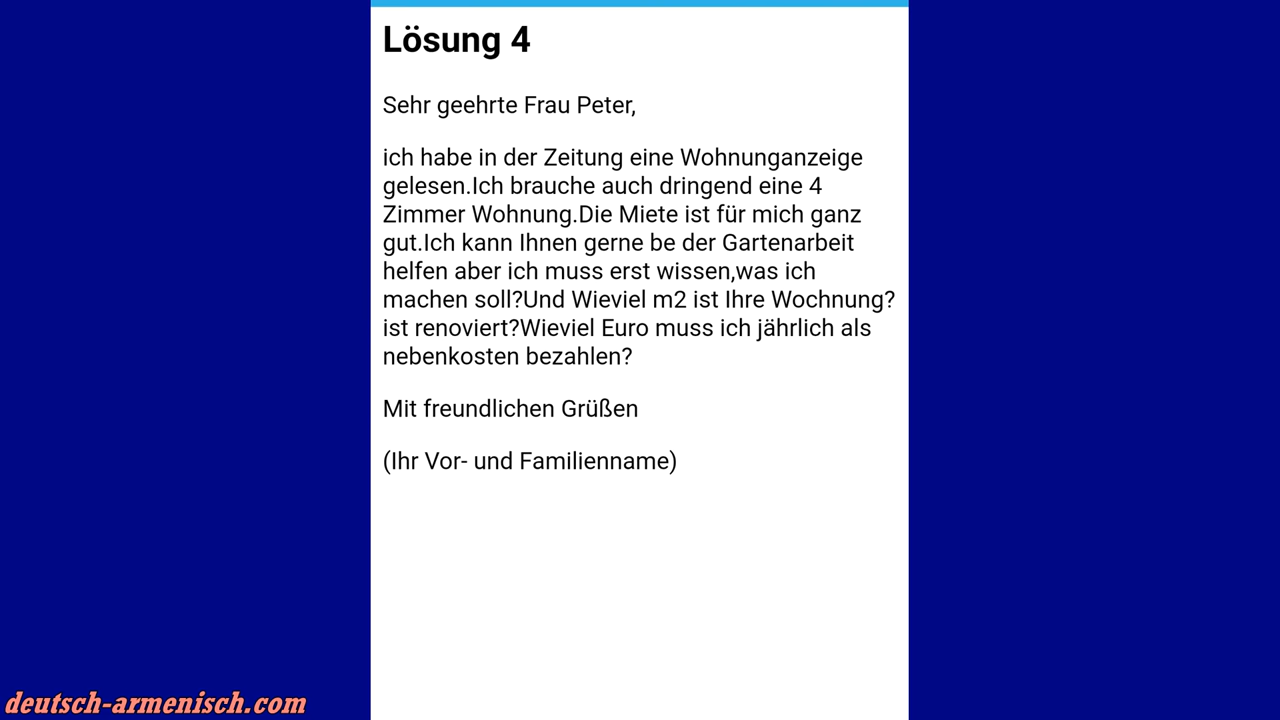 Lösung 4
Sehr geehrte Frau Peter,
ich habe in der Zeitung eine Wohnunganzeige
gelesen.Ich brauche auch dringend eine 4
Zimmer Wohnung.Die Miete ist für mich ganz
gut.Ich kann Ihnen gerne be der Gartenarbeit
helfen aber ich muss erst wissen,was ich
machen soll?Und Wieviel m2 ist Ihre Wochnung?
ist renoviert?Wieviel Euro muss ich jährlich als
nebenkosten bezahlen?
Mit freundlichen Grüßen
(Ihr Vor- und Familienname)
deutsch-armenisch.com